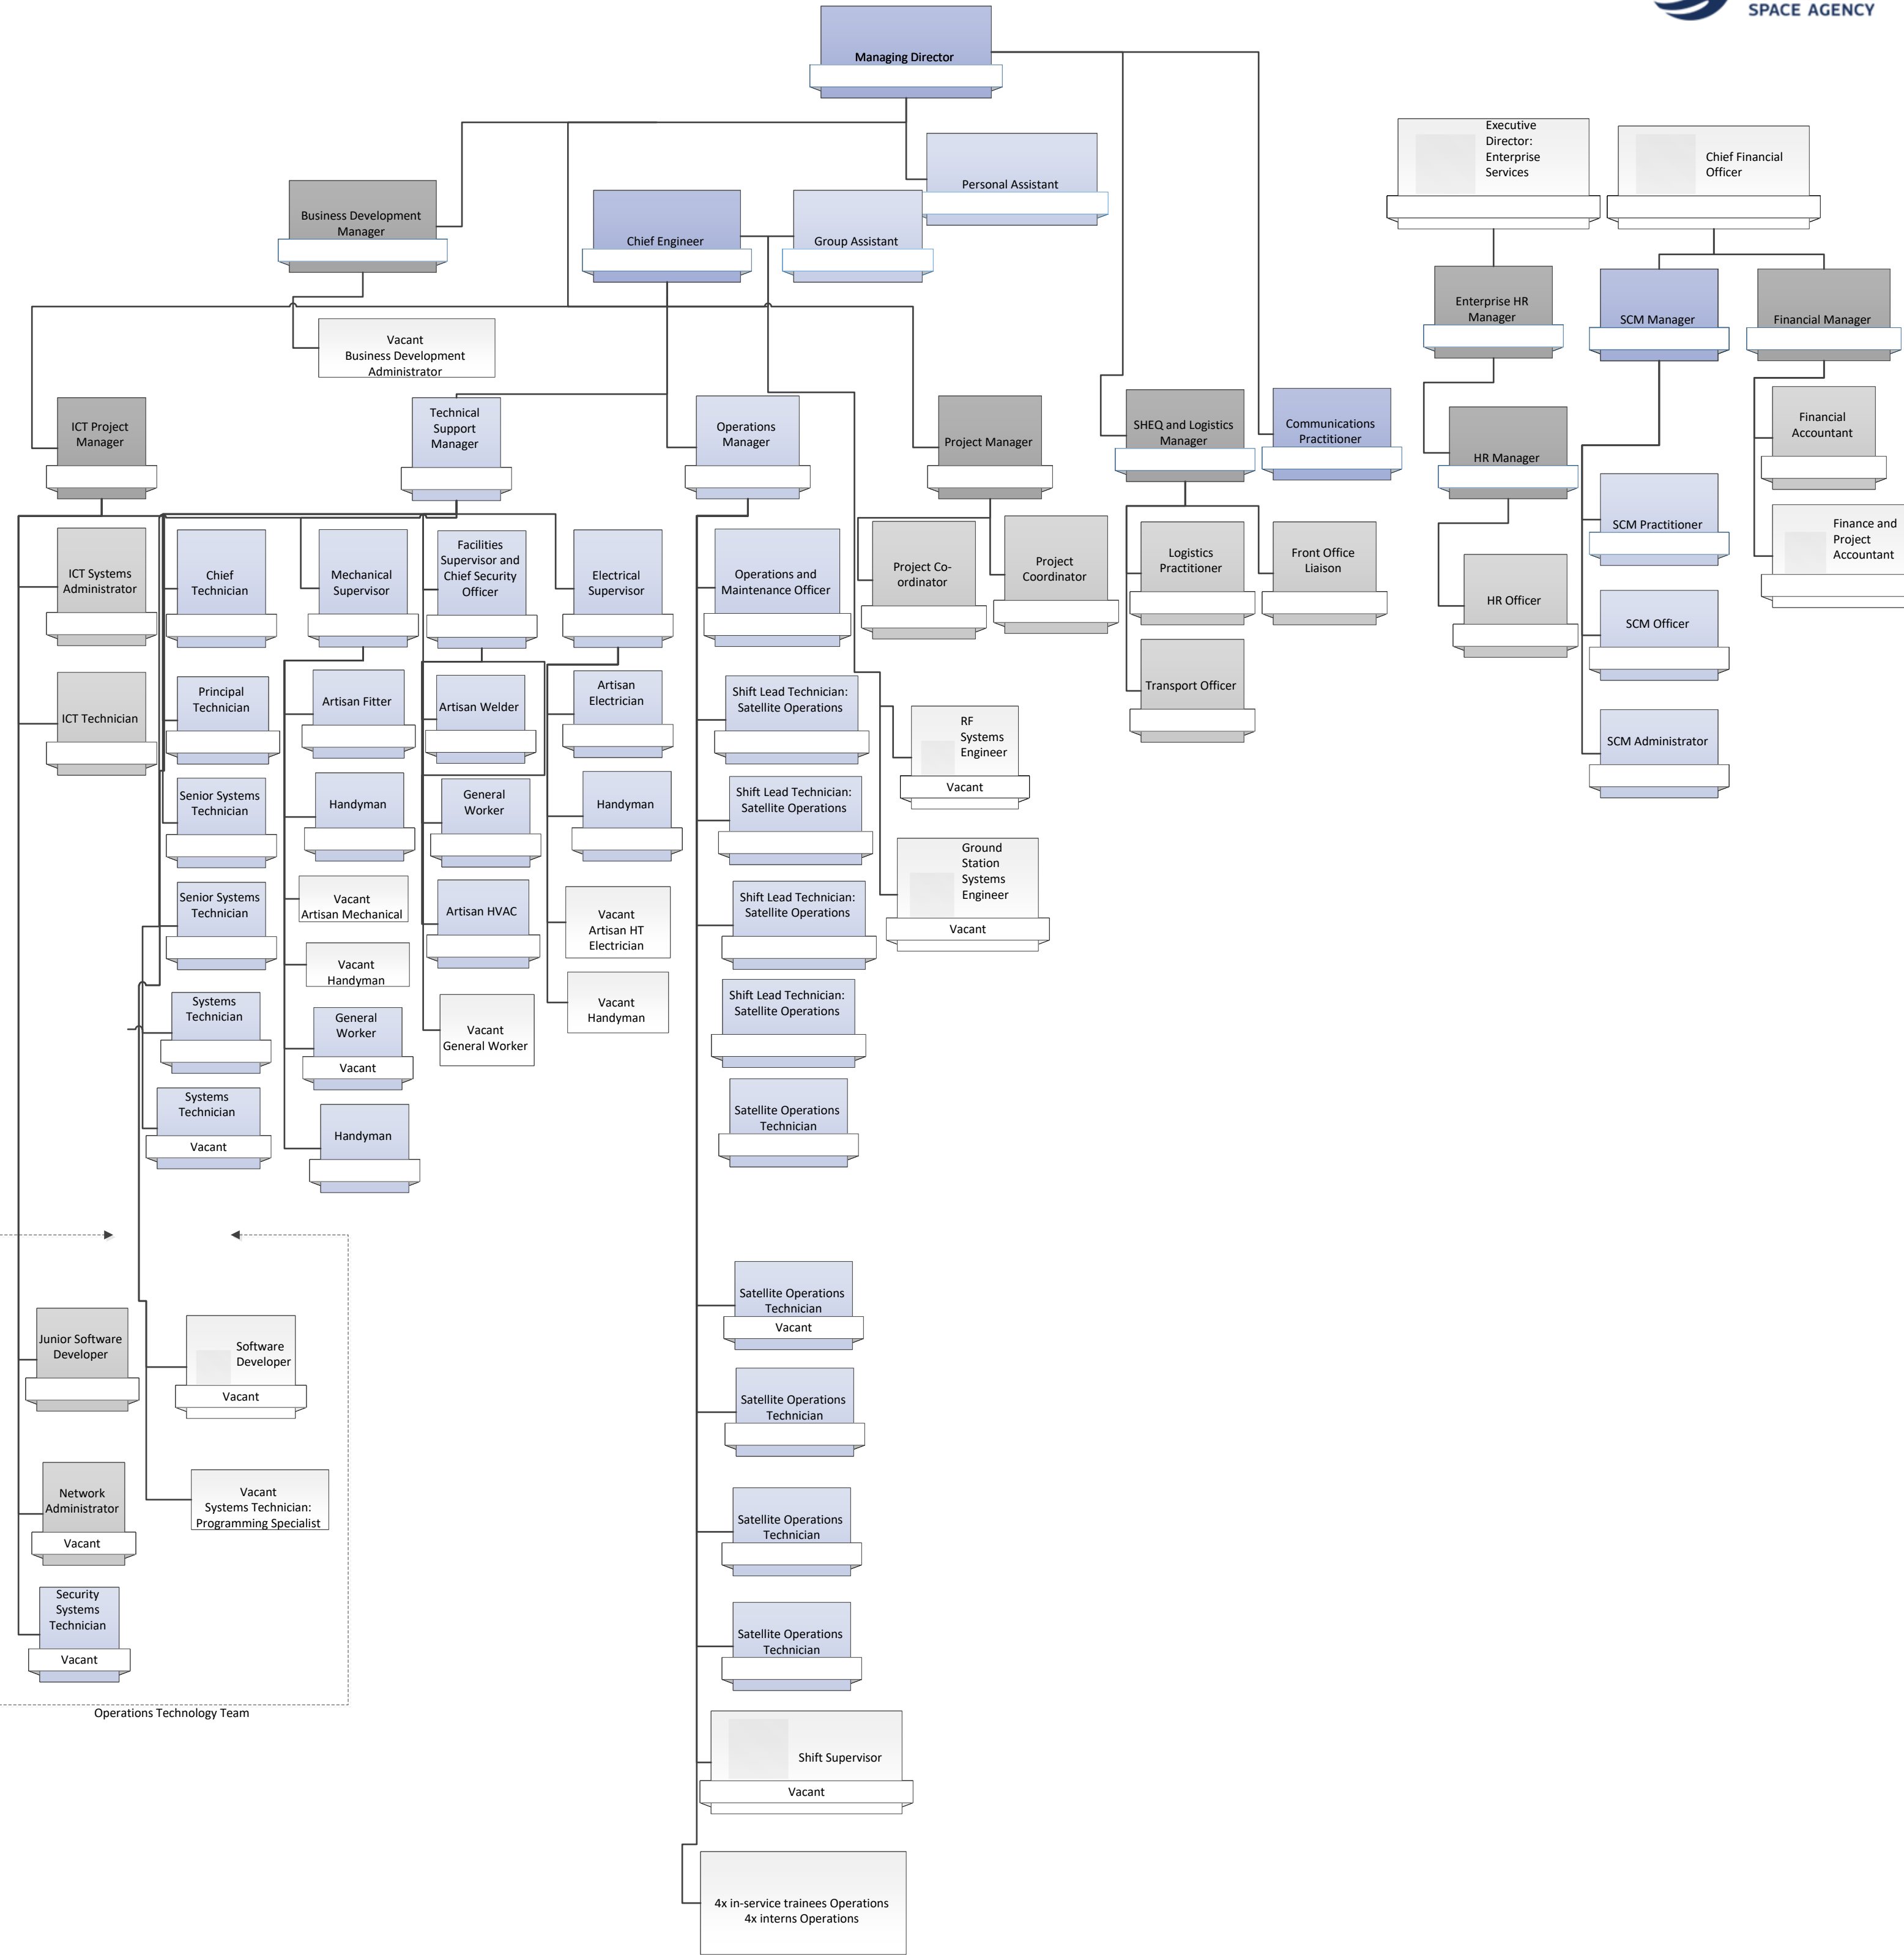 SPACE AGENCY
Managing Director
Executive
Director:
Enterprise
Services
Chief Financial
Officer
Personal Assistant
Business Development
Manager
Chief Engineer
Group Assistant
Enterprise HR
Manager
SCM Manager
Financial Manager
Vacant
Business Development
Administrator
ICT Project
Manager
Technical
Support
Manager
Operations
Manager
Project Manager
SHEQ and Logistics
Manager
Communications
Practitioner
HR Manager
Financial
Accountant
SCM Practitioner
Finance and
Project
Accountant
ICT Systems
Administrator
Chief
Technician
Mechanical
Supervisor
Facilities
Supervisor and
Chief Security
Officer
Electrical
Supervisor
Operations and
Maintenance Officer
Project Co-
ordinator
Project
Coordinator
Logistics
Practitioner
Front Office
Liaison
HR Officer
SCM Officer
ICT Technician
Principal
Technician
Artisan Fitter
Artisan Welder
Artisan
Electrician
Shift Lead Technician:
Satellite Operations
RF
Systems
Engineer
Vacant
Transport Officer
SCM Administrator
Senior Systems
Technician
Handyman
General
Worker
Handyman
Shift Lead Technician:
Satellite Operations
Ground
Station
Systems
Engineer
Vacant
Senior Systems
Technician
Vacant
Artisan Mechanical
Artisan HVAC
Vacant
Artisan HT
Electrician
Shift Lead Technician:
Satellite Operations
Vacant
Handyman
Systems
Technician
General
Worker
Vacant
Vacant
General Worker
Vacant
Handyman
Shift Lead Technician:
Satellite Operations
Systems
Technician
Vacant
Handyman
Satellite Operations
Technician
Satellite Operations
Technician
Vacant
Junior Software
Developer
Software
Developer
Vacant
Satellite Operations
Technician
Network
Administrator
Vacant
Vacant
Systems Technician:
Programming Specialist
Satellite Operations
Technician
Security
Systems
Technician
Vacant
Satellite Operations
Technician
Operations Technology Team
Shift Supervisor
Vacant
4x in-service trainees Operations
4x interns Operations